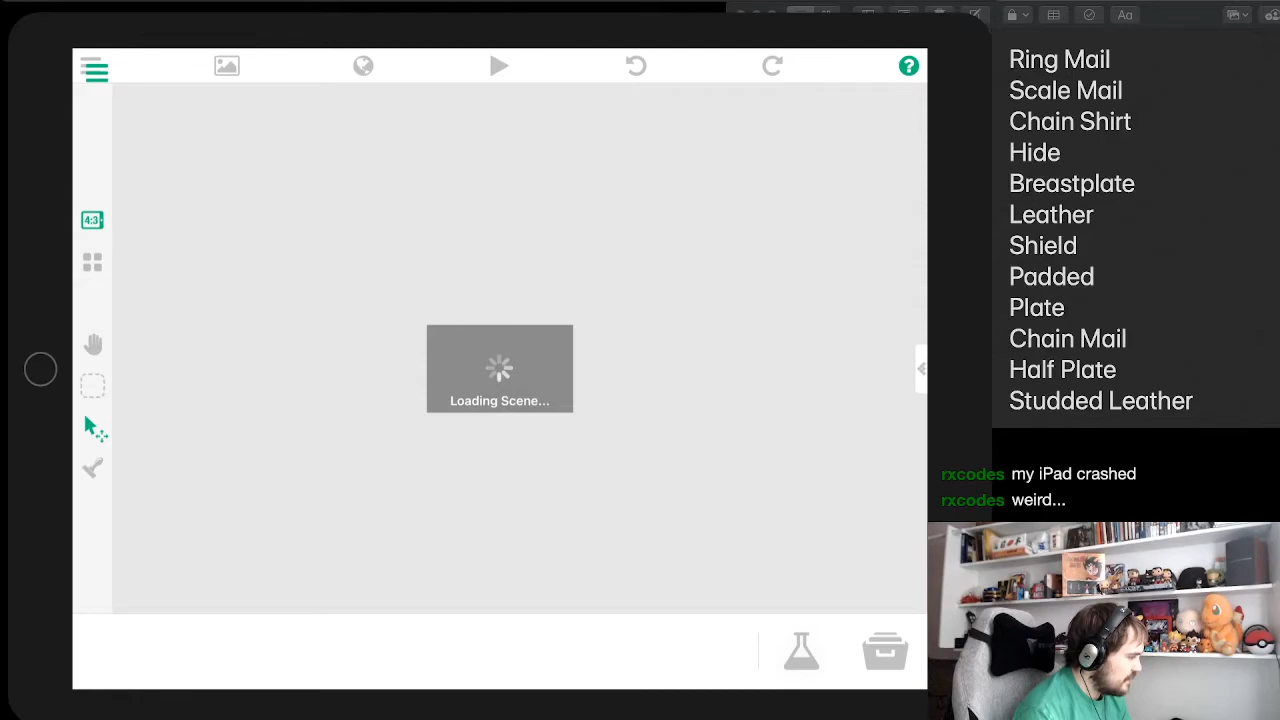 4:3
?
Loading Scene...
Aa
Ring Mail
Scale Mail
Chain Shirt
Hide
Breastplate
Leather
Shield
Padded
Plate
Chain Mail
Half Plate
Studded Leather
rxcodes my iPad crashed
rxcodes weird...